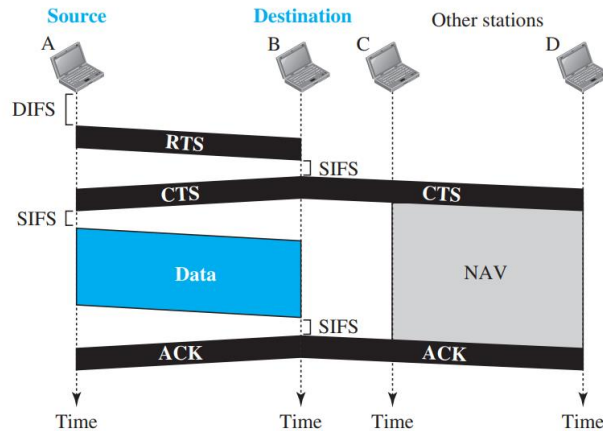 Source
Destination
Other stations
A
B
C
D
DIFS
RTS
SIFS
CTS
CTS
SIFS
Data
NAV
SIFS
ACK
ACK
Time
Time
Time
Time